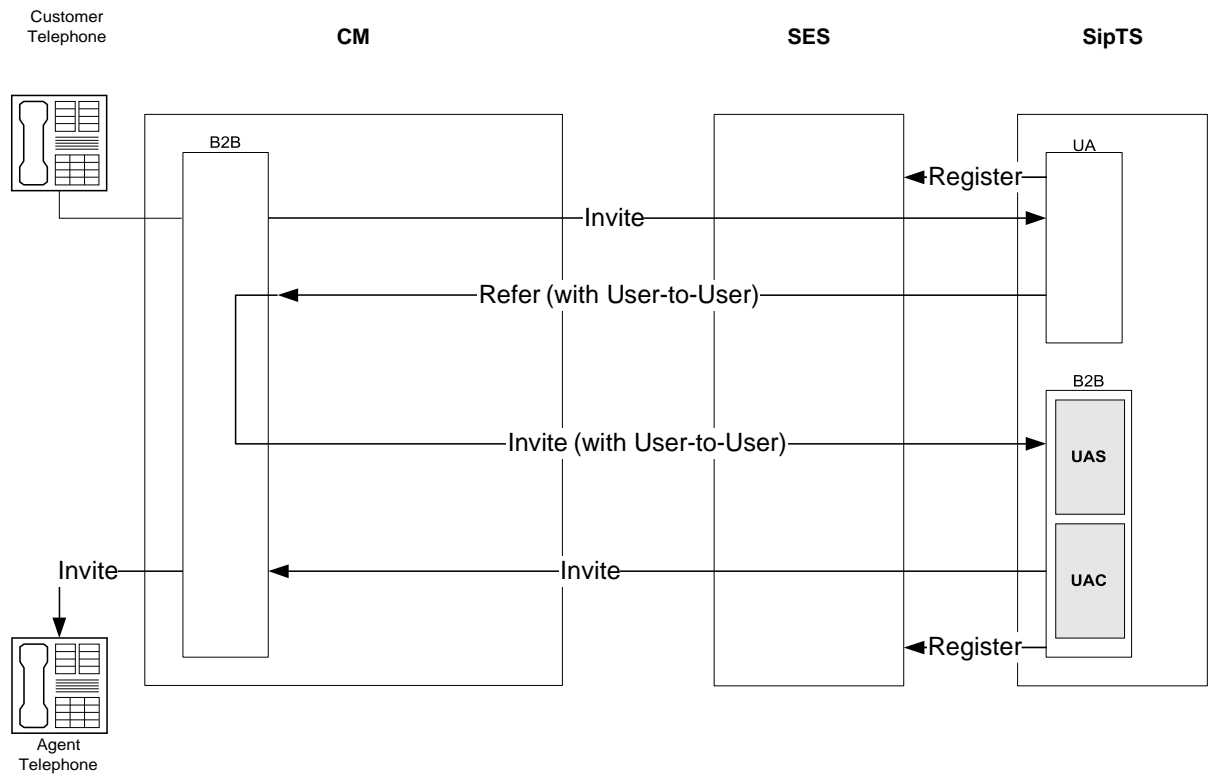 Customer
Telephone
CM
SES
SipTS
B2B
UA
Register
Invite
Refer (with User-to-User)
B2B
Invite (with User-to-User)
UAS
Invite
Invite
UAC
Register
Agent
Telephone